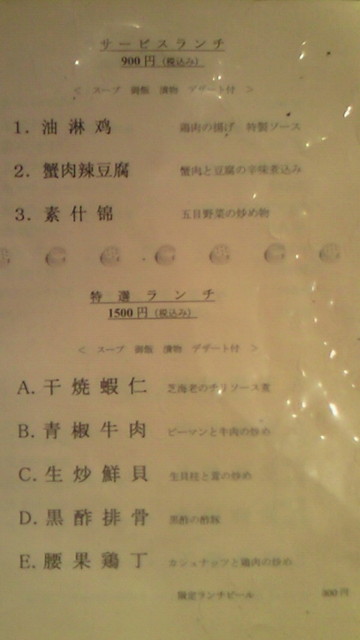 サービスランチ
900円（税込み）
＜ スープ 御飯 漬物 デザート付 ＞
1. 油淋鸡 鶏肉の揚げ 特製ソース
2. 蟹肉辣豆腐 蟹肉と豆腐の辛味煮込み
3. 素什锦 五目野菜の炒め物
特選ランチ
1500円（税込み）
＜ スープ 御飯 漬物 デザート付 ＞
A. 干焼蝦仁 芝海老のチリソース煮
B. 青椒牛肉 ピーマンと牛肉の炒め
C. 生炒鮮貝 生貝柱と茸の炒め
D. 黒酢排骨 黒酢の酢豚
E. 腰果鶏丁 カシュナッツと鶏肉の炒め
限定ランチビール 300円